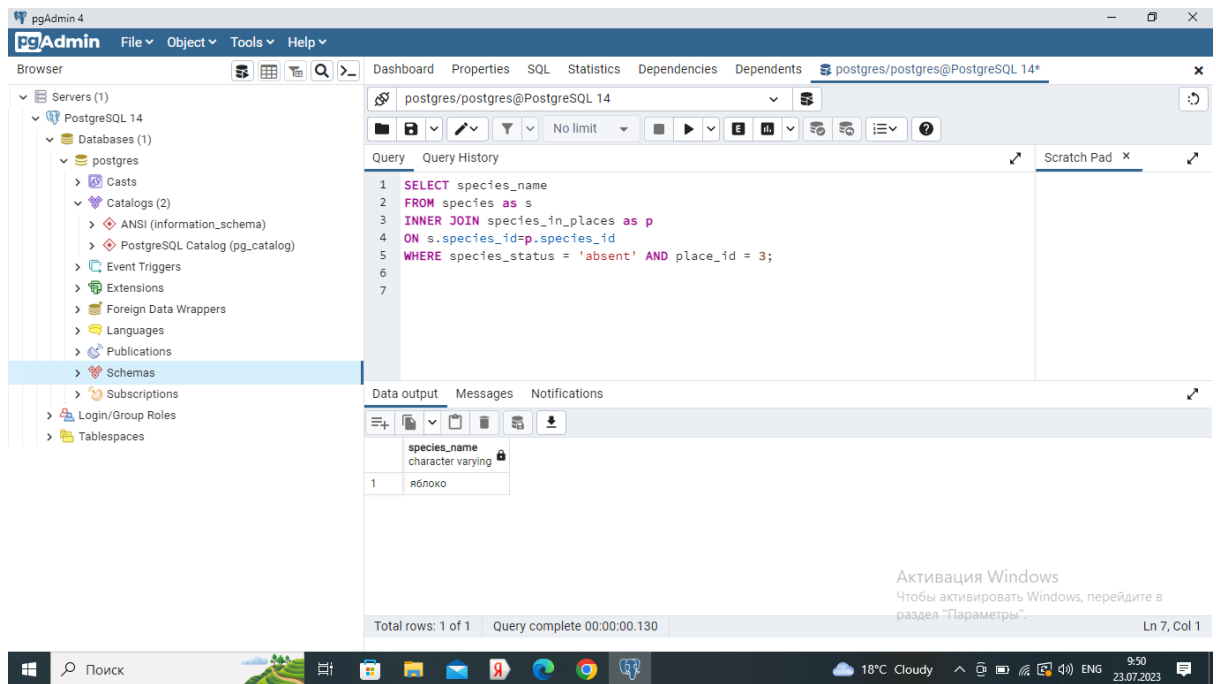 pgAdmin 4
pgAdmin File Object Tools Help
Browser
Dashboard Properties SQL Statistics Dependencies Dependents postgres/postgres@PostgreSQL 14*
Servers (1)
PostgreSQL 14
Databases (1)
postgres
Casts
Catalogs (2)
ANSI (information_schema)
PostgreSQL Catalog (pg_catalog)
Event Triggers
Extensions
Foreign Data Wrappers
Languages
Publications
Schemas
Subscriptions
Login/Group Roles
Tablespaces
postgres/postgres@PostgreSQL 14
No limit
E
Query Query History
Scratch Pad
1 SELECT species_name
2 FROM species as s
3 INNER JOIN species_in_places as p
4 ON s.species_id=p.species_id
5 WHERE species_status = 'absent' AND place_id = 3;
6
7
Data output Messages Notifications
species_name
character varying
1 яблоко
Активация Windows
Чтобы активировать Windows, перейдите в
раздел "Параметры".
Total rows: 1 of 1 Query complete 00:00:00.130
Ln 7, Col 1
Поиск
Я
18°C Cloudy
ENG
9:50
23.07.2023